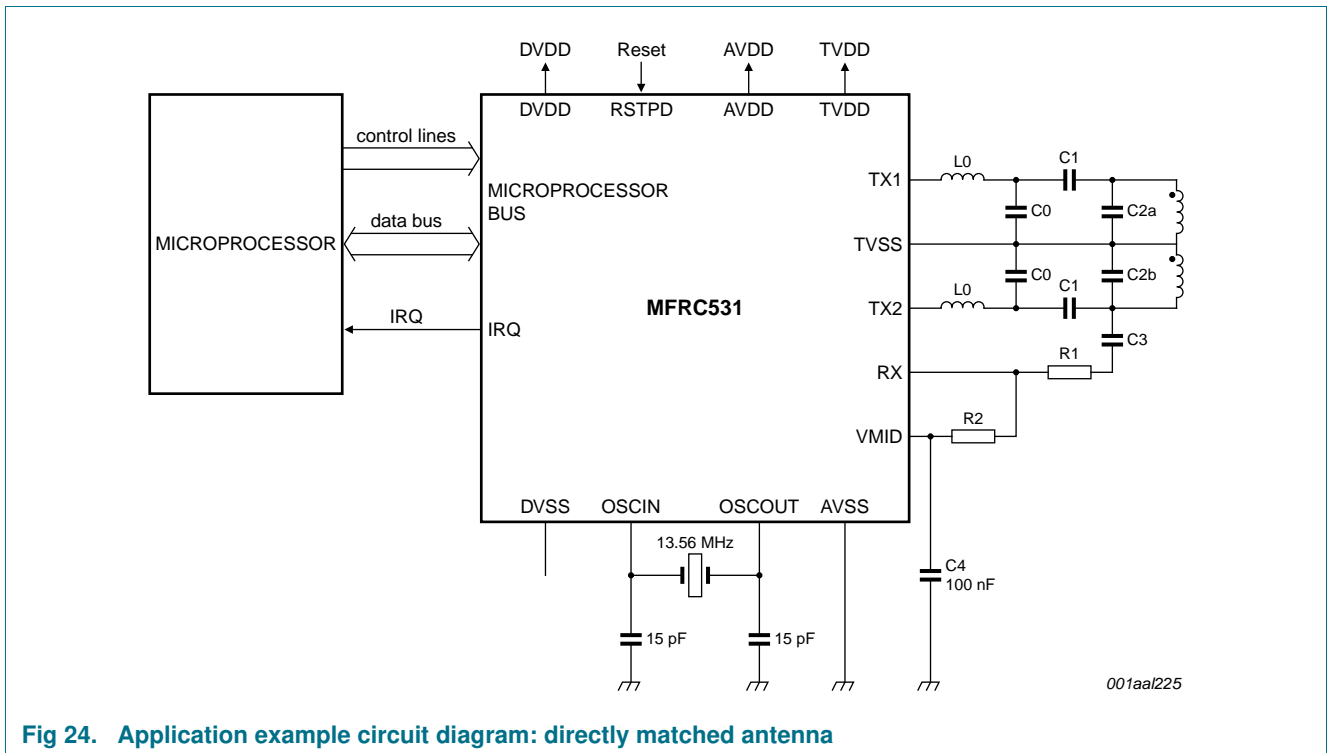 DVDD Reset AVDD TVDD
DVDD RSTPD AVDD TVDD
control lines
L0 C1
TX1
MICROPROCESSOR
BUS
C0 C2a
data bus
MICROPROCESSOR
TVSS
C0 C2b
L0 C1
MFRC531
TX2
IRQ
IRQ
C3
R1
RX
R2
VMID
DVSS OSCIN OSCOUT AVSS
13.56 MHz
C4
100 nF
15 pF 15 pF
001aal225
Fig 24. Application example circuit diagram: directly matched antenna